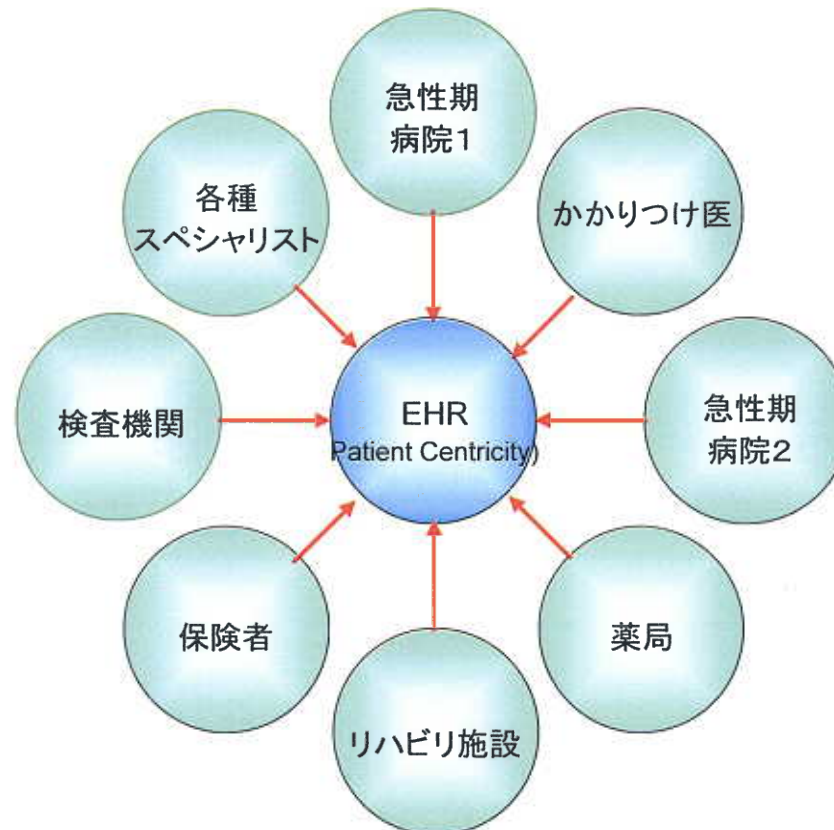 急性期
病院1
各種
スペシャリスト
かかりつけ医
検査機関
EHR
Patient Centricity)
急性期
病院2
保険者
薬局
リハビリ施設